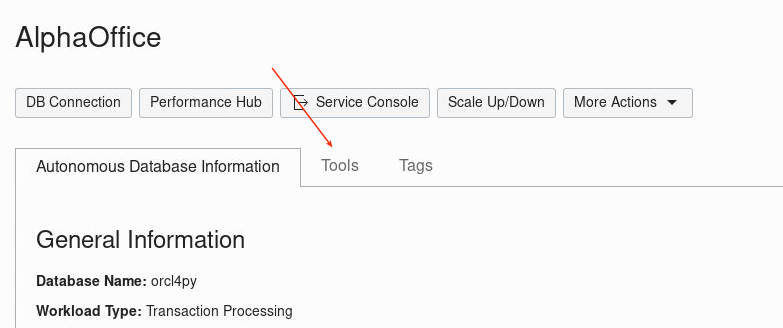 AlphaOffice
DB Connection Performance Hub Service Console Scale Up/Down More Actions
Autonomous Database Information Tools Tags
General Information
Database Name: orcl4py
Workload Type: Transaction Processing